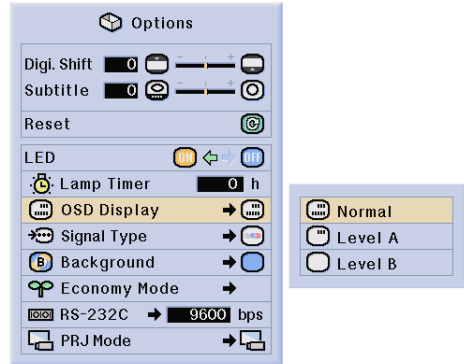 Options
Digi. Shift 0 - +
Subtitle 0 - +
Reset
LED ON OFF
Lamp Timer 0 h
OSD Display
Signal Type
B Background
Economy Mode
RS-232C 9600 bps
PRJ Mode
Normal
Level A
Level B